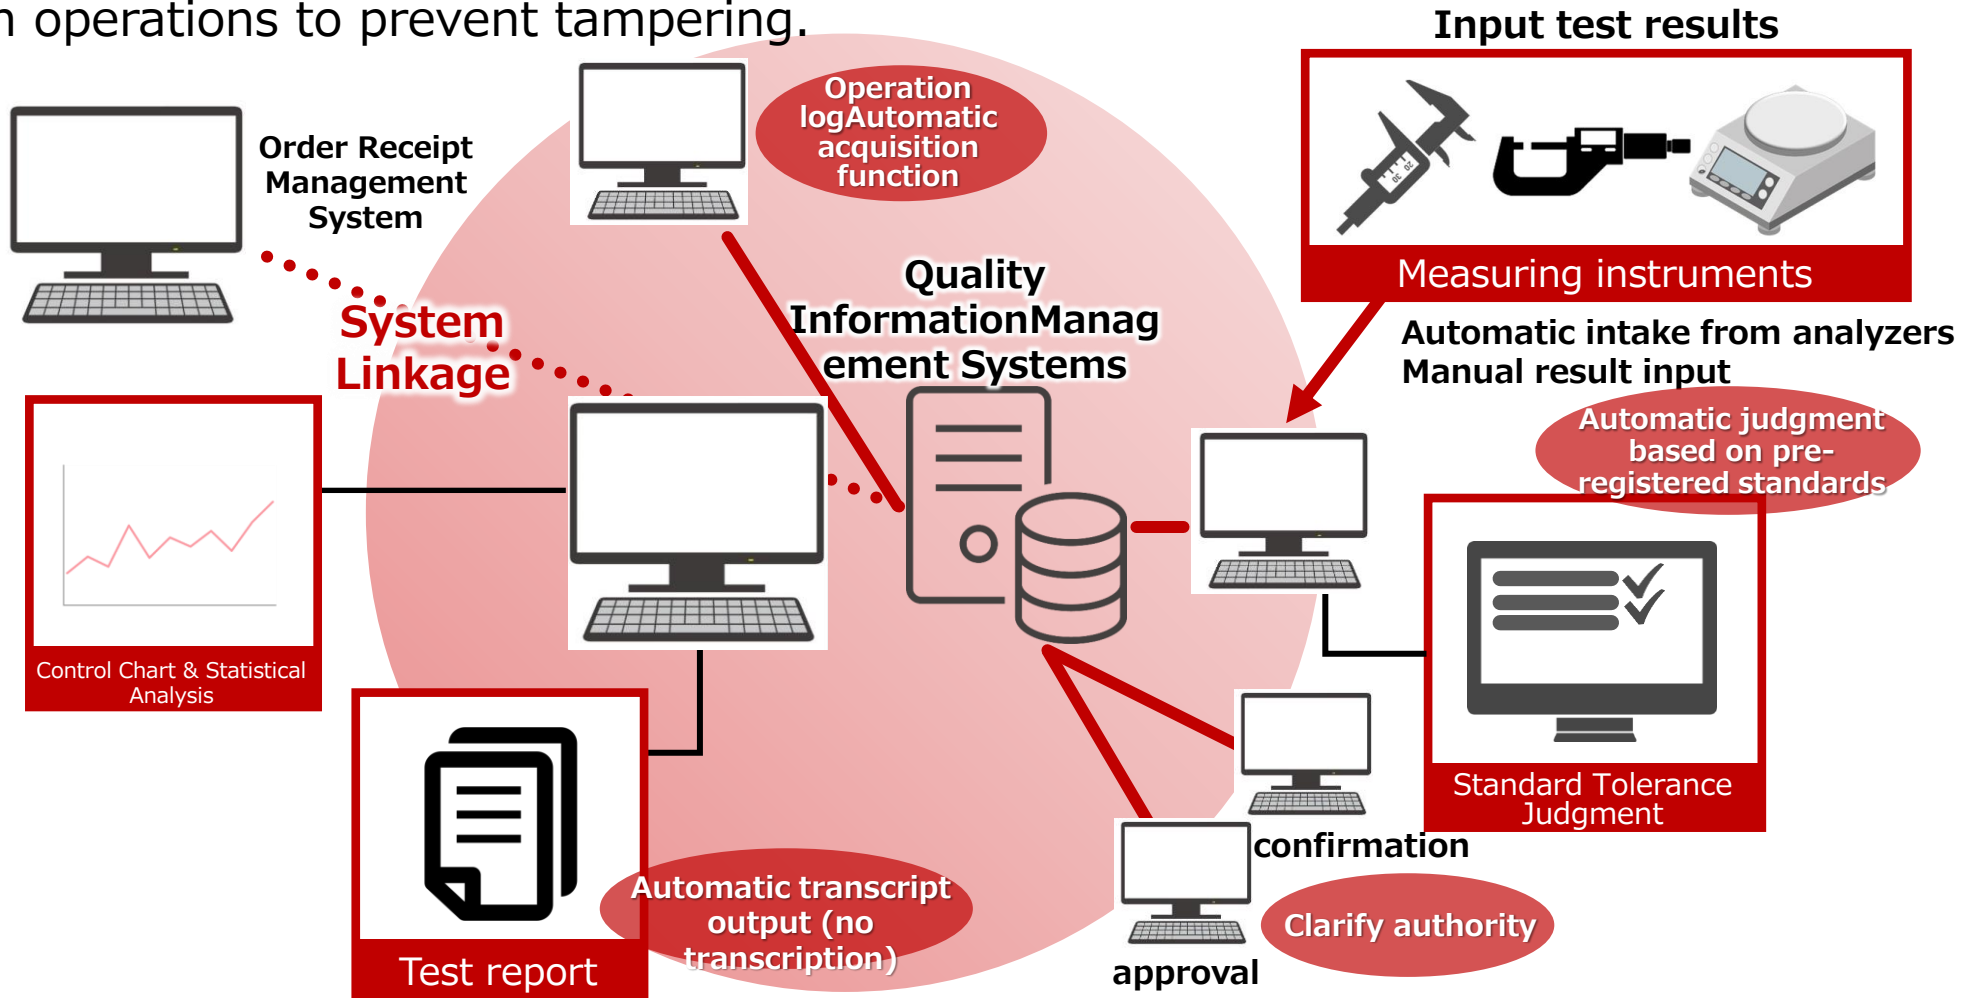 n operations to prevent tampering.
Input test results
Operation
logAutomatic
acquisition
function
Order Receipt
Management
System
Measuring instruments
System
Linkage
Quality
InformationManag
ement Systems
Automatic intake from analyzers
Manual result input
Automatic judgment
based on pre-
registered standards
Control Chart & Statistical
Analysis
Standard Tolerance
Judgment
confirmation
Automatic transcript
output (no
transcription)
Clarify authority
Test report
approval